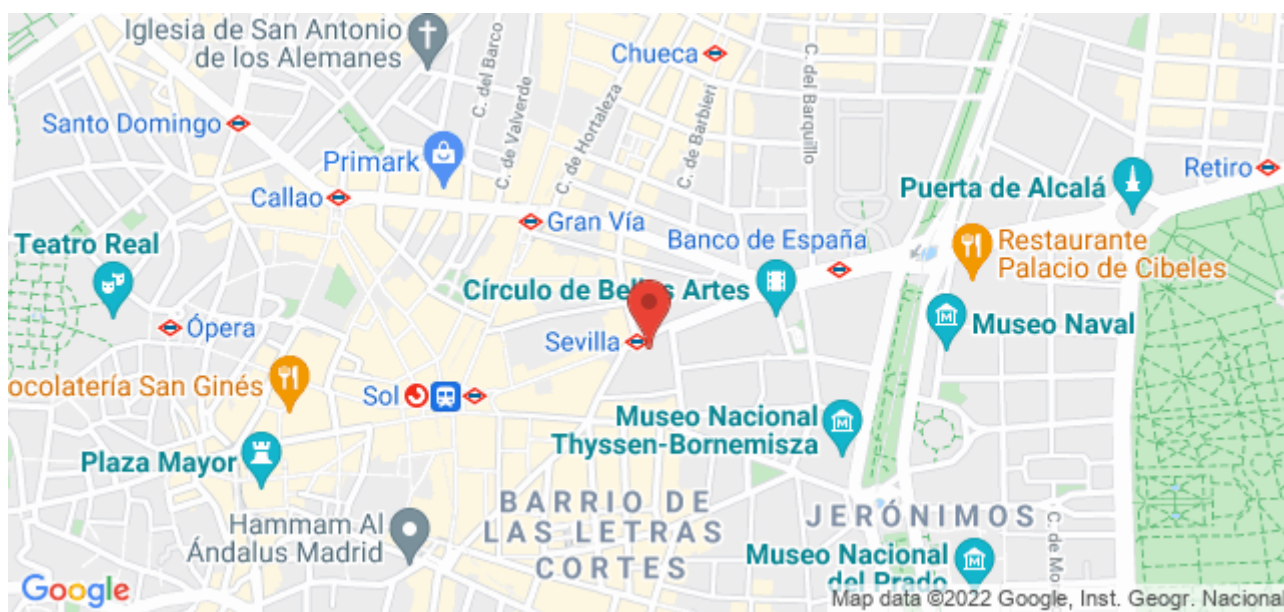 Iglesia de San Antonio
de los Alemanes
C. del Barco
Chueca
C. de Valverde
C. de Hortaleza
C. de Barbieri
C. del Barquillo
Santo Domingo
Primark
Puerta de Alcalá
Retiro
Callao
Gran Vía
Teatro Real
Banco de España
Restaurante
Palacio de Cibeles
Círculo de Bellas Artes
Ópera
Sevilla
Museo Naval
ocolatería San Ginés
Sol
Museo Nacional
Thyssen-Bornemisza
Plaza Mayor
BARRIO DE
LAS LETRAS
CORTES
JERÓNIMOS
C. de Mo
Hammam Al
Ándalus Madrid
Museo Nacional
del Prado
Google
Map data ©2022 Google, Inst. Geogr. Naciona